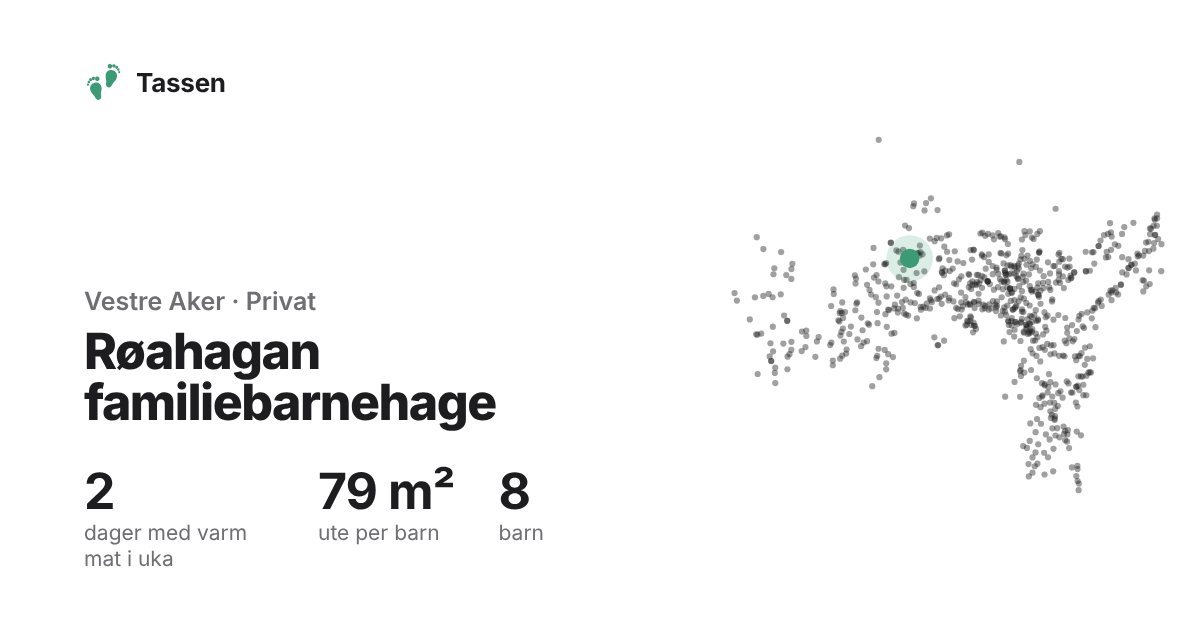 Tassen
Vestre Aker · Privat
Røahagan
familiebarnehage
2
dager med varm
mat i uka
79 m²
ute per barn
8
barn